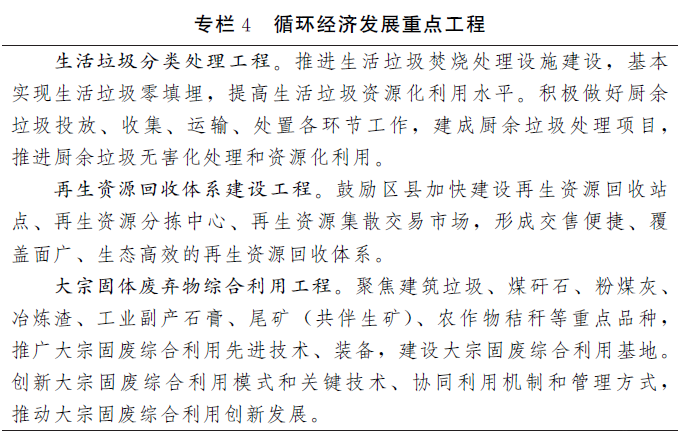 专栏 4 循环经济发展重点工程
生活垃圾分类处理工程。推进生活垃圾焚烧处理设施建设，基本
实现生活垃圾零填埋，提高生活垃圾资源化利用水平。积极做好厨余
垃圾投放、收集、运输、处置各环节工作，建成厨余垃圾处理项目，
推进厨余垃圾无害化处理和资源化利用。
再生资源回收体系建设工程。鼓励区县加快建设再生资源回收站
点、再生资源分拣中心、再生资源集散交易市场，形成交售便捷、覆
盖面广、生态高效的再生资源回收体系。
大宗固体废弃物综合利用工程。聚焦建筑垃圾、煤矸石、粉煤灰、
冶炼渣、工业副产石膏、尾矿（共伴生矿）、农作物秸秆等重点品种，
推广大宗固废综合利用先进技术、装备，建设大宗固废综合利用基地。
创新大宗固废综合利用模式和关键技术、协同利用机制和管理方式，
推动大宗固废综合利用创新发展。